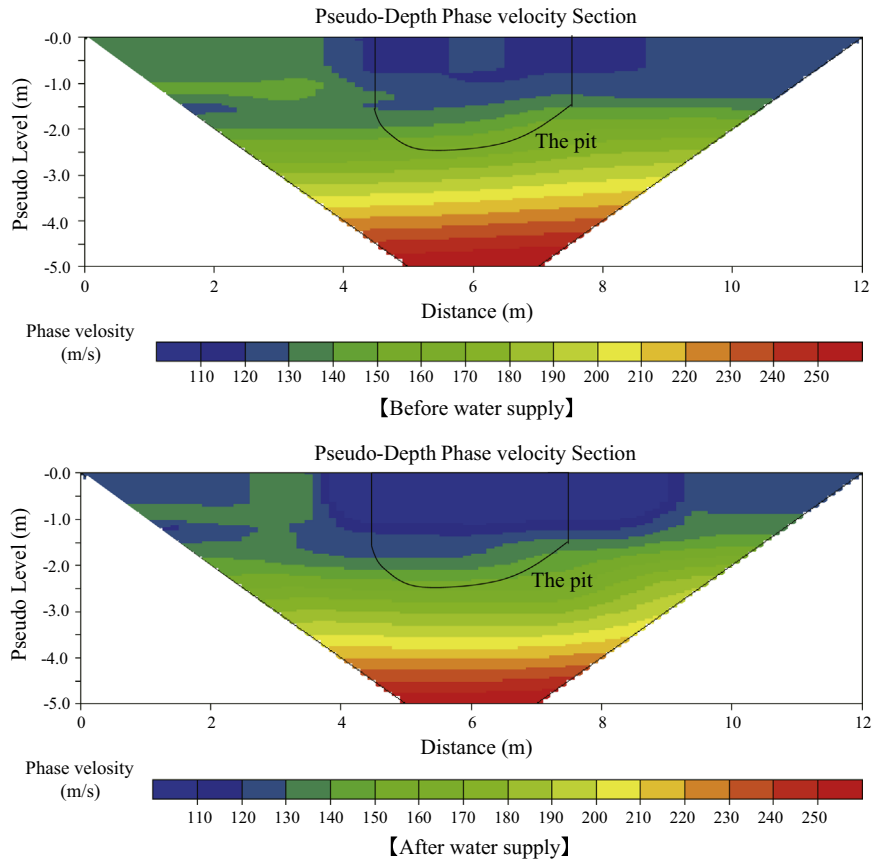 Pseudo-Depth Phase velocity Section
-0.0
-1.0
-2.0
-3.0
-4.0
-5.0
Pseudo Level (m)
The pit
0 2 4 6 8 10 12
Distance (m)
Phase velocity
(m/s)
110 120 130 140 150 160 170 180 190 200 210 220 230 240 250
【Before water supply】
Pseudo-Depth Phase velocity Section
-0.0
-1.0
-2.0
-3.0
-4.0
-5.0
Pseudo Level (m)
The pit
0 2 4 6 8 10 12
Distance (m)
Phase velosity
(m/s)
110 120 130 140 150 160 170 180 190 200 210 220 230 240 250
【After water supply】